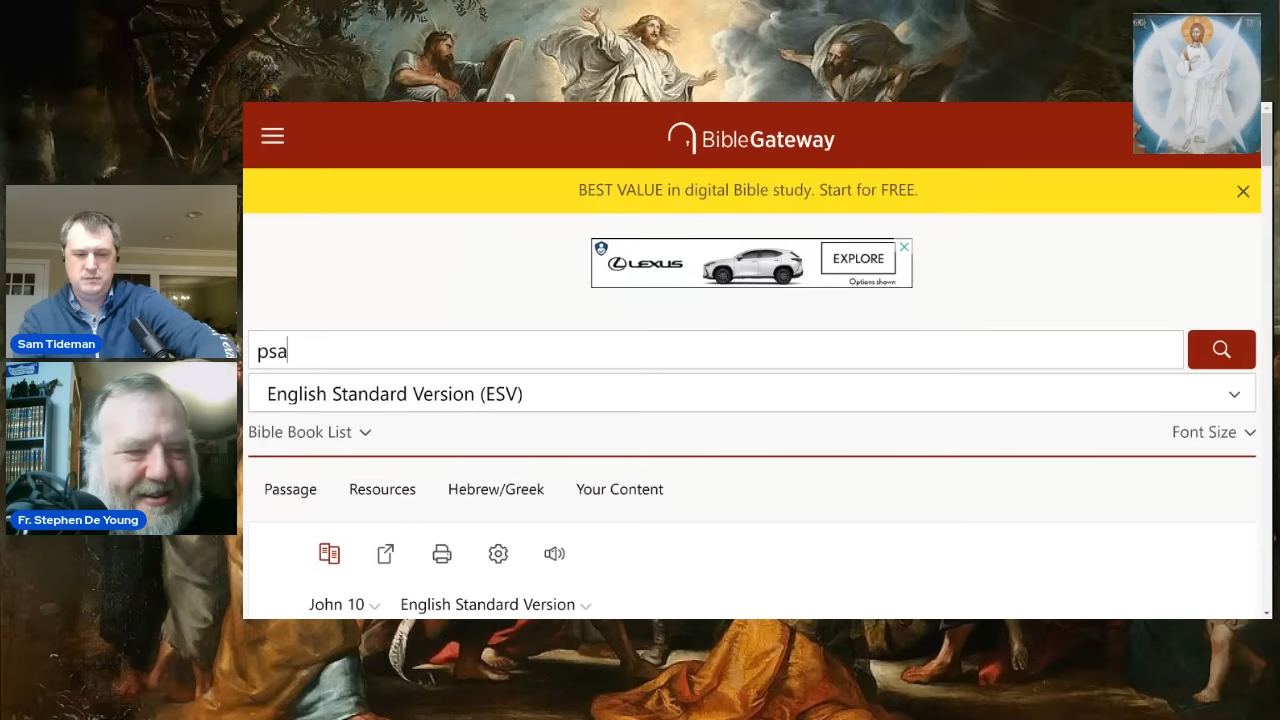 BibleGateway
BEST VALUE in digital Bible study. Start for FREE.
LEXUS
EXPLORE
Options shown
psa
English Standard Version (ESV)
Bible Book List
Font Size
Passage
Resources
Hebrew/Greek
Your Content
John 10
English Standard Version
Sam Tideman
Fr. Stephen De Young